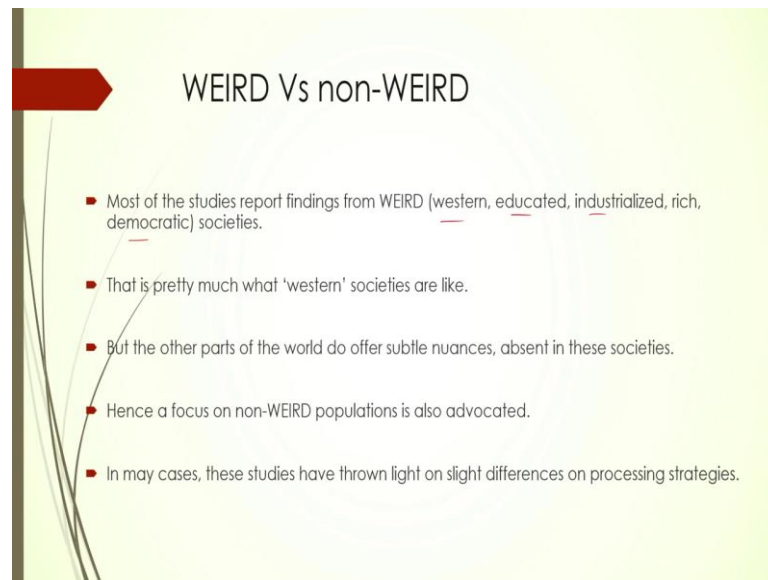 WEIRD Vs non-WEIRD
Most of the studies report findings from WEIRD (western, educated, industrialized, rich,
democratic) societies.
That is pretty much what ‘western’ societies are like.
But the other parts of the world do offer subtle nuances, absent in these societies.
Hence a focus on non-WEIRD populations is also advocated.
In may cases, these studies have thrown light on slight differences on processing strategies.